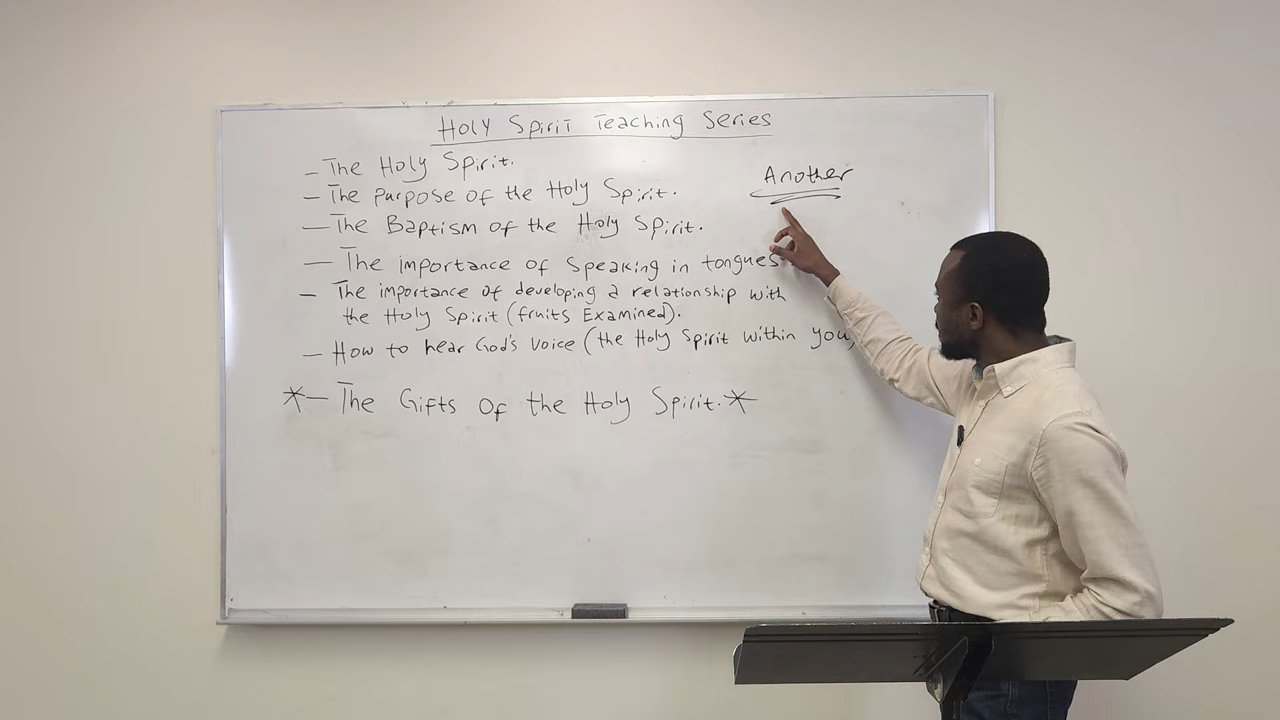 Holy Spirit Teaching Series
- The Holy Spirit.
- The purpose of the Holy Spirit.
- The Baptism of the Holy Spirit.
- The importance of speaking in tongues
- The importance of developing a relationship with
the Holy Spirit (fruits Examined).
- How to hear God's voice (the Holy Spirit within you)
*- The Gifts of the Holy Spirit.*
Another